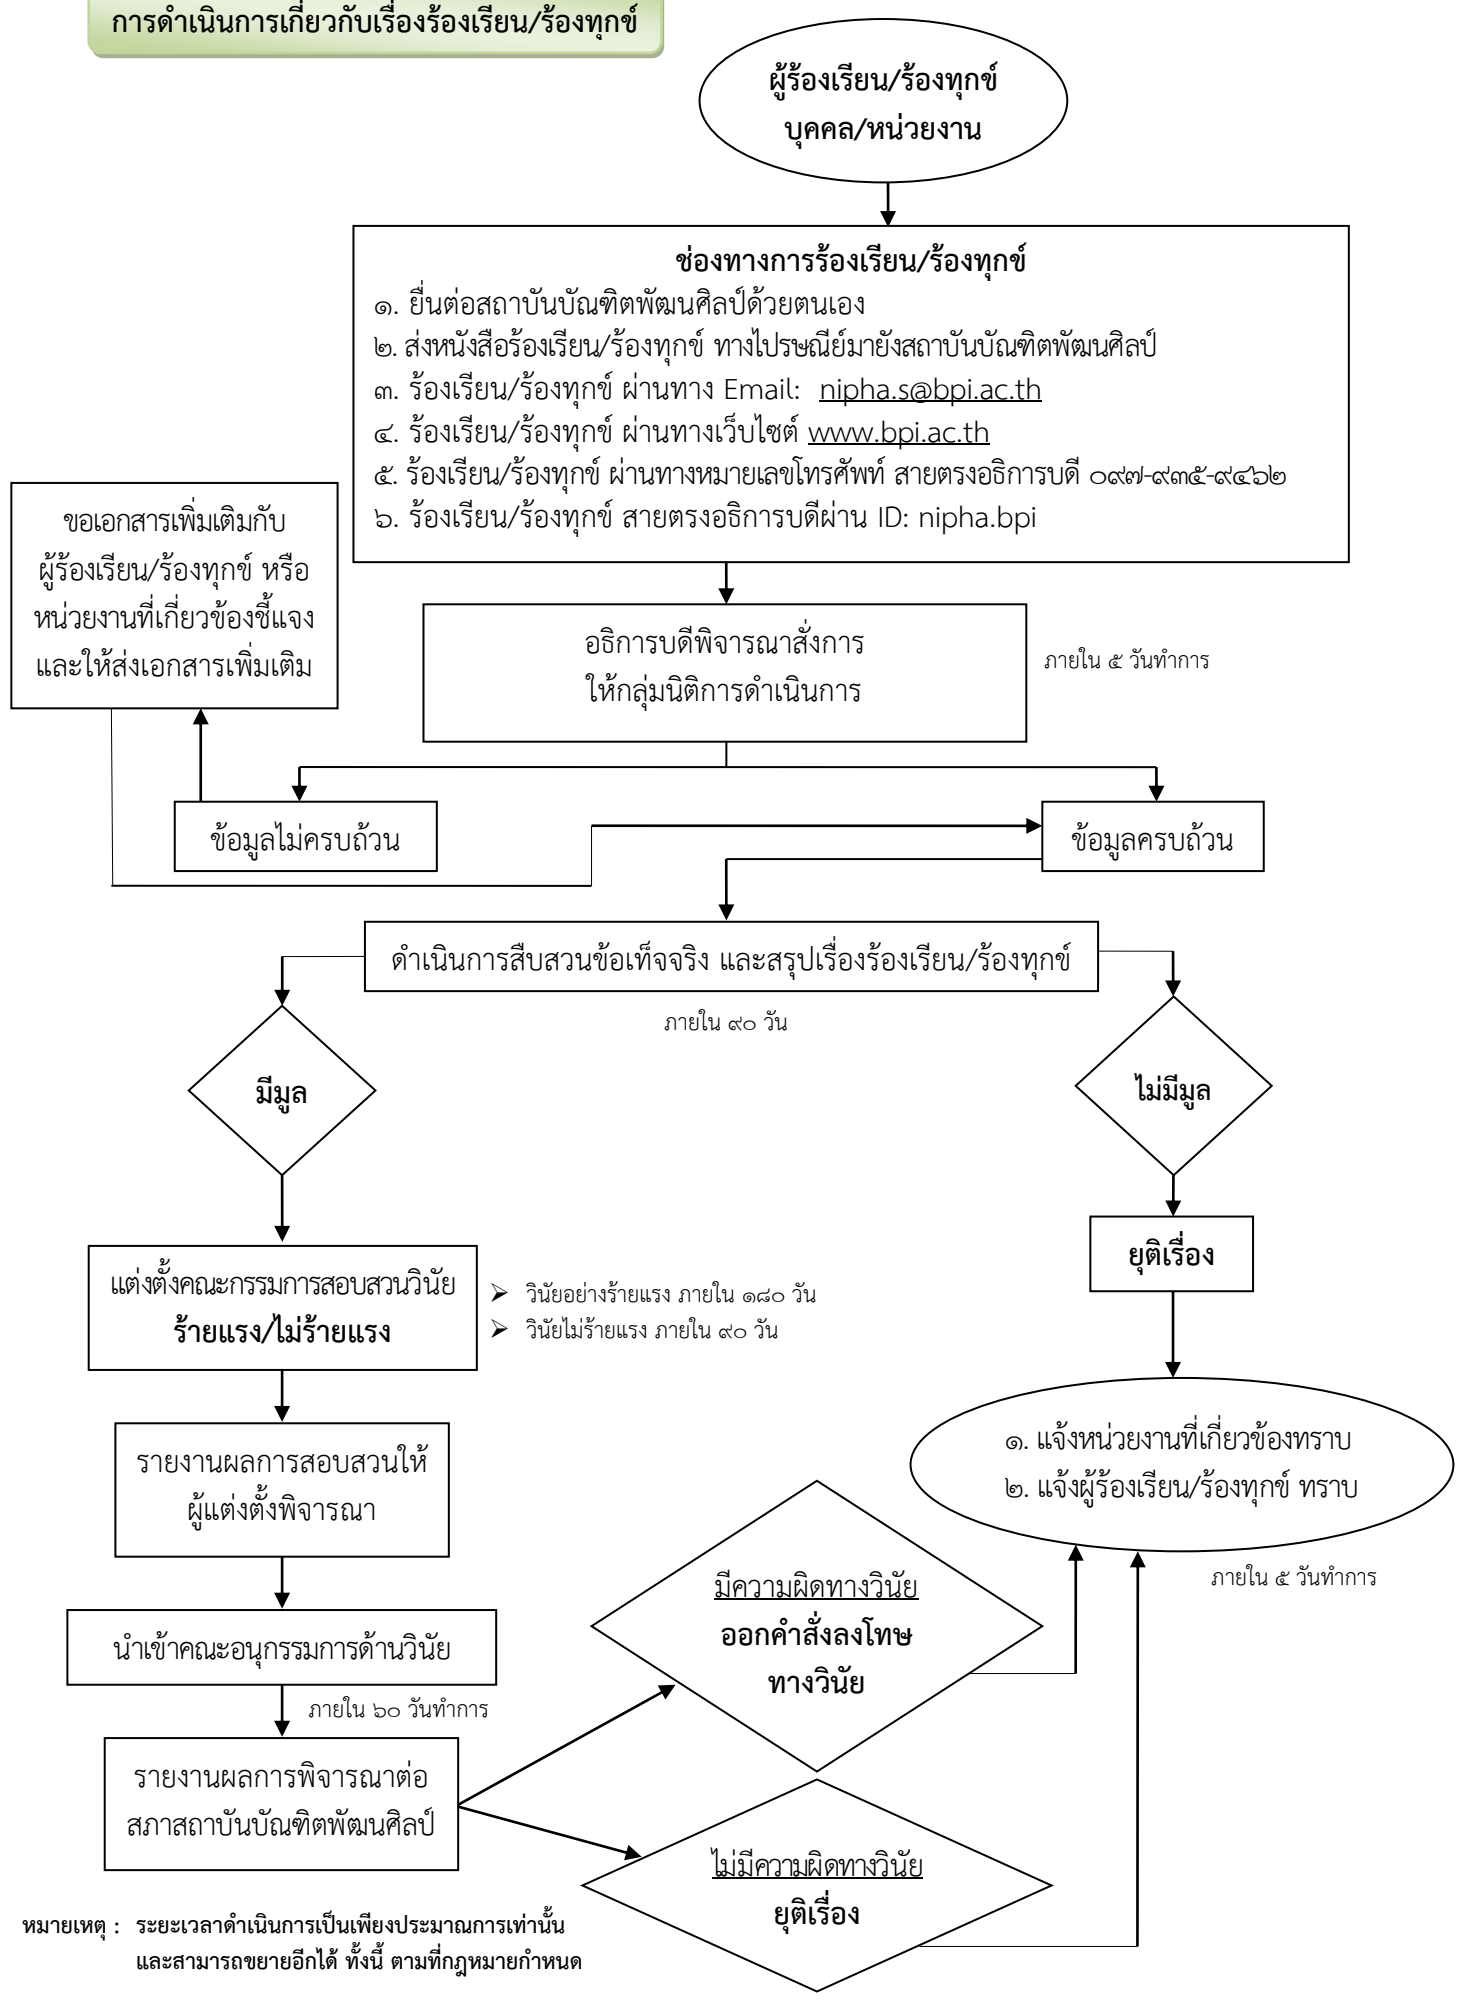 การดำเนินการเกี่ยวกับเรื่องร้องเรียน/ร้องทุกข์
ผู้ร้องเรียน/ร้องทุกข์
บุคคล/หน่วยงาน
ช่องทางการร้องเรียน/ร้องทุกข์
๑. ยื่นต่อสถาบันบัณฑิตพัฒนศิลป์ด้วยตนเอง
๒. ส่งหนังสือร้องเรียน/ร้องทุกข์ ทางไปรษณีย์มายังสถาบันบัณฑิตพัฒนศิลป์
๓. ร้องเรียน/ร้องทุกข์ ผ่านทาง Email: nipha.s@bpi.ac.th
๔. ร้องเรียน/ร้องทุกข์ ผ่านทางเว็บไซต์ www.bpi.ac.th
๕. ร้องเรียน/ร้องทุกข์ ผ่านทางหมายเลขโทรศัพท์ สายตรงอธิการบดี ๐๙๗-๙๓๕-๙๔๖๒
๖. ร้องเรียน/ร้องทุกข์ สายตรงอธิการบดีผ่าน ID: nipha.bpi
ขอเอกสารเพิ่มเติมกับ
ผู้ร้องเรียน/ร้องทุกข์ หรือ
หน่วยงานที่เกี่ยวข้องชี้แจง
และให้ส่งเอกสารเพิ่มเติม
อธิการบดีพิจารณาสั่งการ
ให้กลุ่มนิติการดำเนินการ
ภายใน ๕ วันทำการ
ข้อมูลไม่ครบถ้วน
ข้อมูลครบถ้วน
ดำเนินการสืบสวนข้อเท็จจริง และสรุปเรื่องร้องเรียน/ร้องทุกข์
ภายใน ๙๐ วัน
มีมูล
ไม่มีมูล
แต่งตั้งคณะกรรมการสอบสวนวินัย
ร้ายแรง/ไม่ร้ายแรง
➢ วินัยอย่างร้ายแรง ภายใน ๑๘๐ วัน
➢ วินัยไม่ร้ายแรง ภายใน ๙๐ วัน
ยุติเรื่อง
รายงานผลการสอบสวนให้
ผู้แต่งตั้งพิจารณา
๑. แจ้งหน่วยงานที่เกี่ยวข้องทราบ
๒. แจ้งผู้ร้องเรียน/ร้องทุกข์ ทราบ
ภายใน ๕ วันทำการ
นำเข้าคณะอนุกรรมการด้านวินัย
ภายใน ๖๐ วันทำการ
มีความผิดทางวินัย
ออกคำสั่งลงโทษ
ทางวินัย
รายงานผลการพิจารณาต่อ
สภาสถาบันบัณฑิตพัฒนศิลป์
ไม่มีความผิดทางวินัย
ยุติเรื่อง
หมายเหตุ : ระยะเวลาดำเนินการเป็นเพียงประมาณการเท่านั้น
และสามารถขยายอีกได้ ทั้งนี้ ตามที่กฎหมายกำหนด